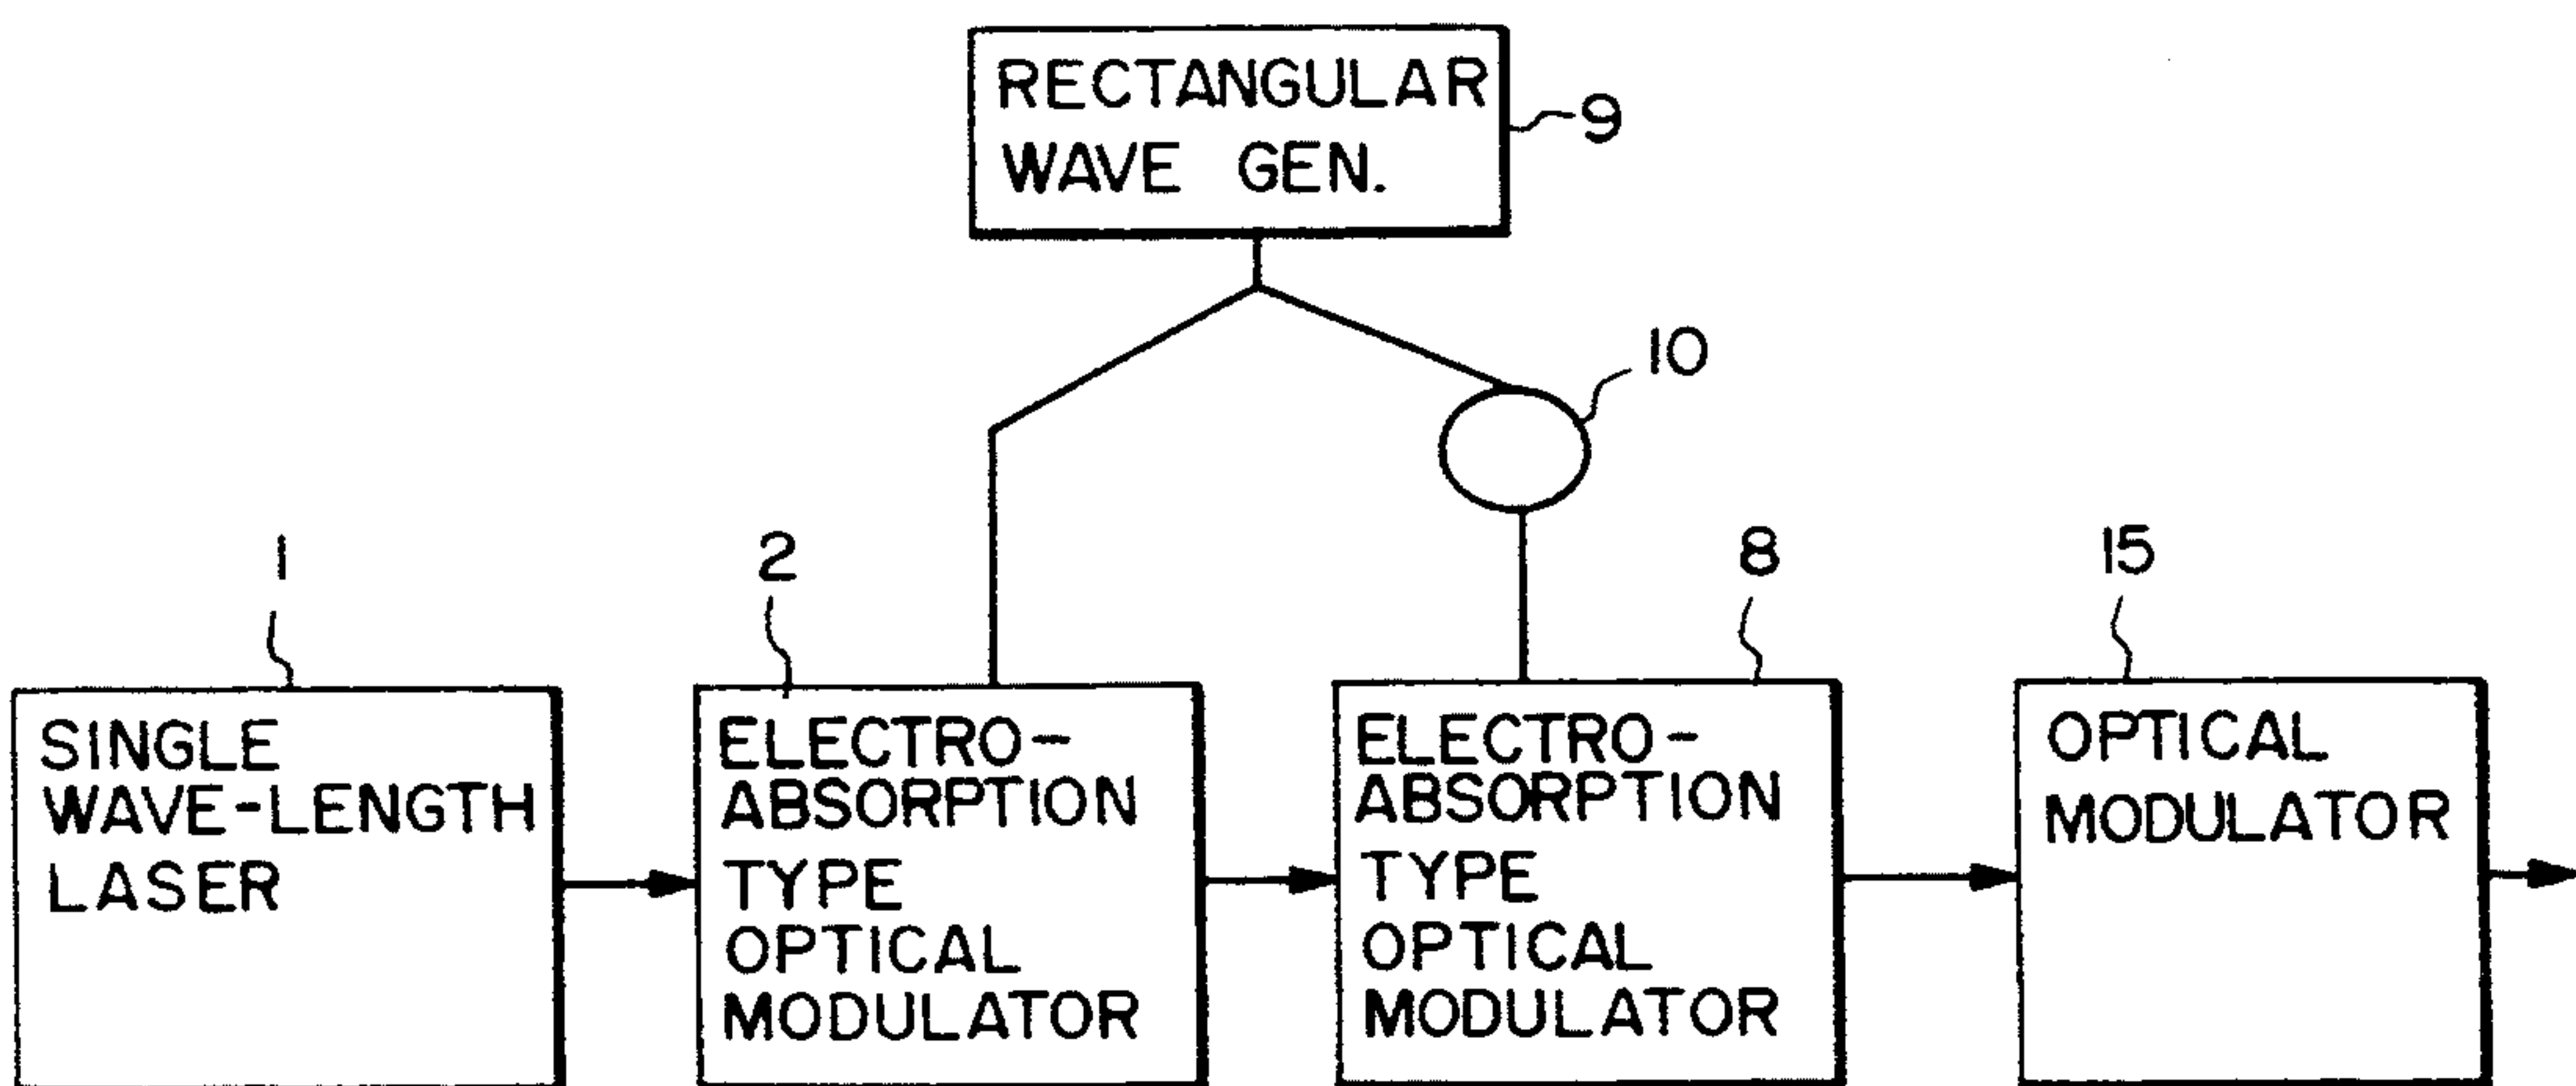 RECTANGULAR
WAVE GEN.
9
10
1
2
8
15
SINGLE
WAVE-LENGTH
LASER
ELECTRO-
ABSORPTION
TYPE
OPTICAL
MODULATOR
ELECTRO-
ABSORPTION
TYPE
OPTICAL
MODULATOR
OPTICAL
MODULATOR